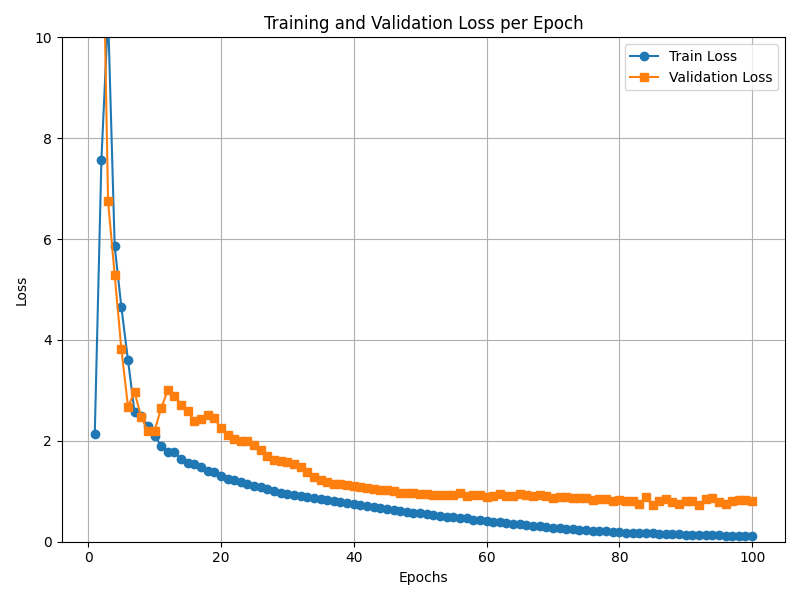 Training and Validation Loss per Epoch
Train Loss
Validation Loss
10
8
6
4
2
0
Loss
0 20 40 60 80 100
Epochs